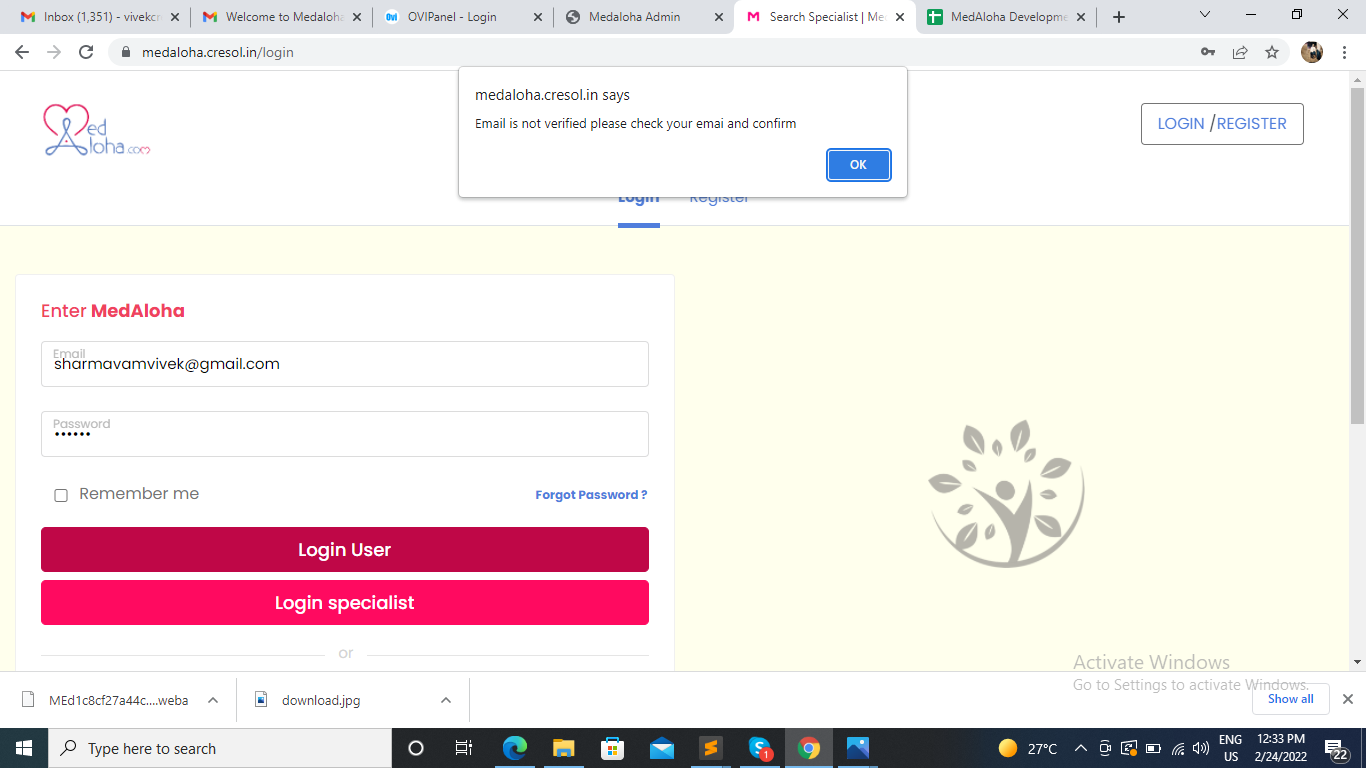 Inbox (1,351) - vivekcr
Welcome to Medaloha
OVIPanel - Login
Medaloha Admin
Search Specialist | Me
MedAloha Developme
medaloha.cresol.in/login
medaloha.cresol.in says
Email is not verified please check your emai and confirm
OK
ed
loha.com
LOGIN /REGISTER
Login
Register
Enter MedAloha
Email
sharmavamvivek@gmail.com
Password
Remember me
Forgot Password ?
Login User
Login specialist
or
Activate Windows
Go to Settings to activate Windows.
MEd1c8cf27a44c....weba
download.jpg
Show all
Type here to search
1
27°C
ENG
US
12:33 PM
2/24/2022
22